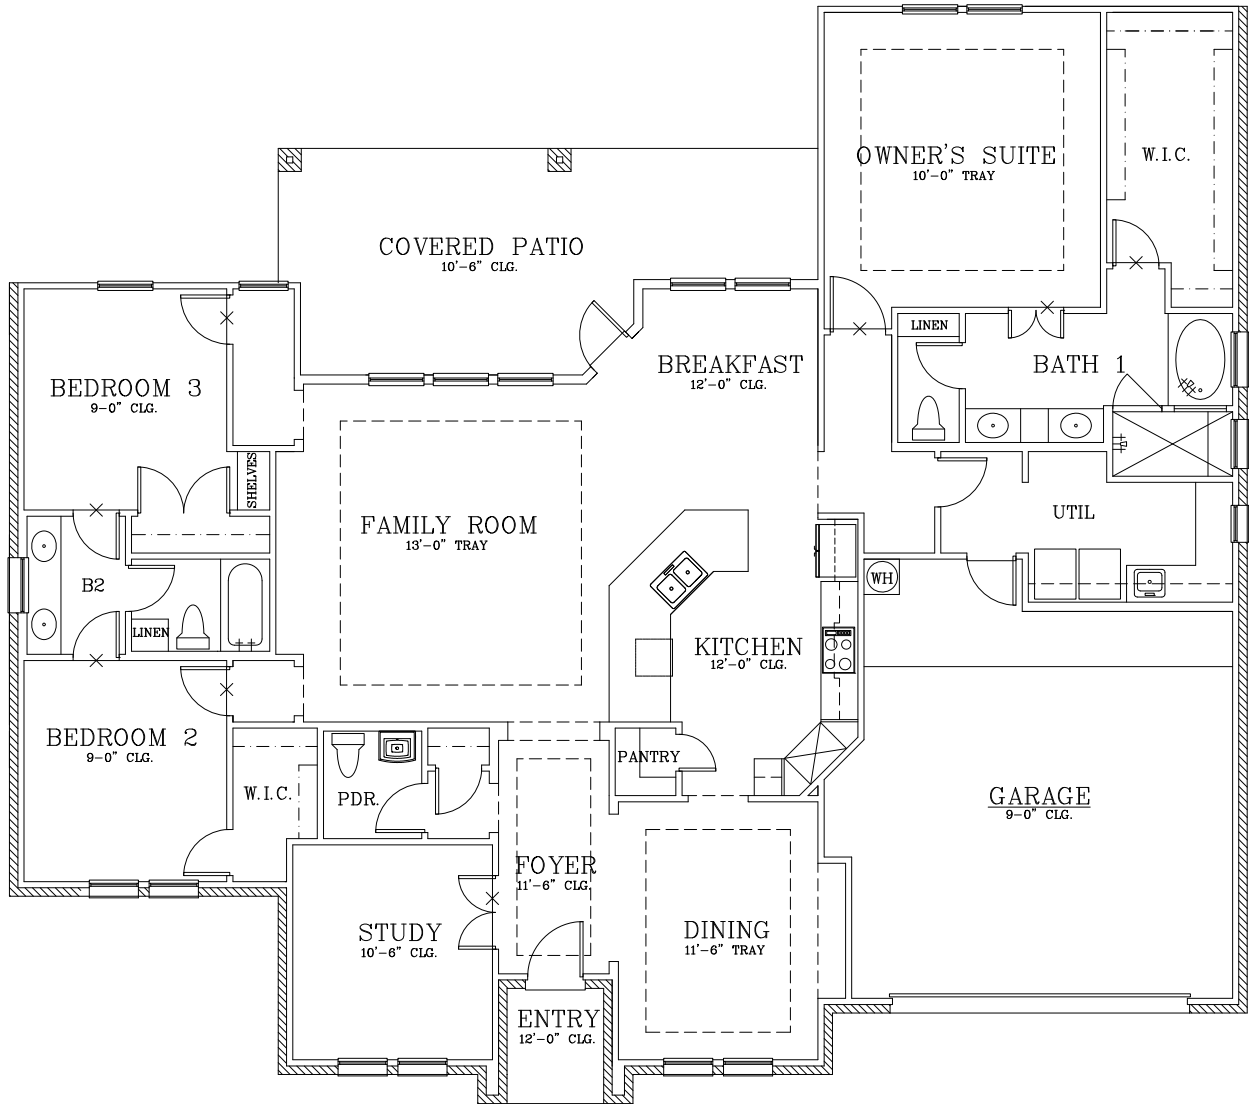 OWNER'S SUITE
10'-0" TRAY
W.I.C.
COVERED PATIO
10'-6" CLG.
LINEN
BREAKFAST
12'-0" CLG.
BATH 1
BEDROOM 3
9-0" CLG.
SHELVES
FAMILY ROOM
13'-0" TRAY
UTIL
B2
WH
LINEN
KITCHEN
12'-0" CLG.
BEDROOM 2
9-0" CLG.
PANTRY
W.I.C.
PDR.
GARAGE
9-0" CLG.
FOYER
11'-6" CLG.
STUDY
10'-6" CLG.
DINING
11'-6" TRAY
ENTRY
12'-0" CLG.